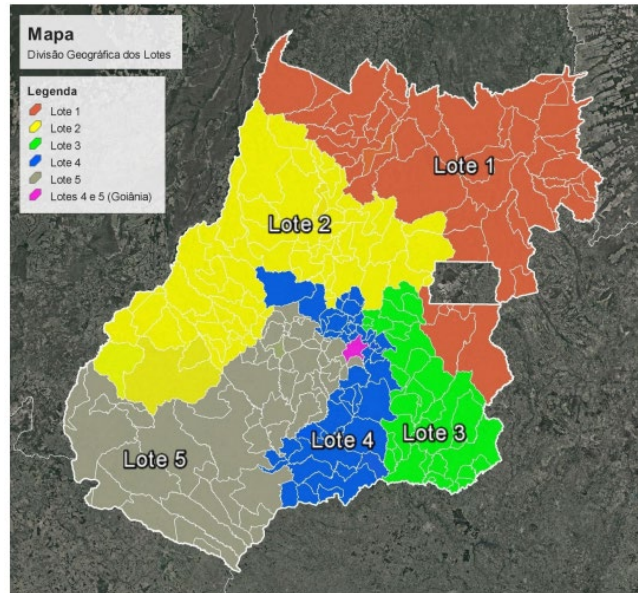 Mapa
Divisão Geográfica dos Lotes
Legenda
Lote 1
Lote 2
Lote 3
Lote 4
Lote 5
Lotes 4 e 5 (Goiânia)
Lote 1
Lote 2
Lote 3
Lote 4
Lote 5